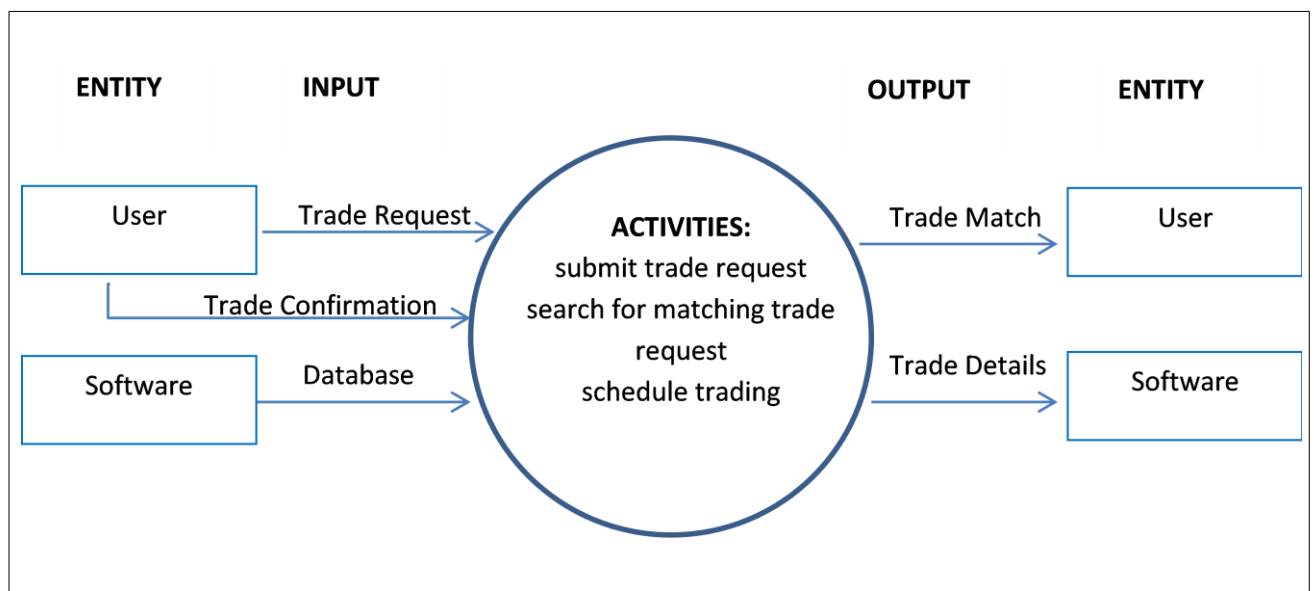 ENTITY INPUT OUTPUT ENTITY
User Trade Request Trade Match User
Trade Confirmation
Software Database Trade Details Software
ACTIVITIES:
submit trade request
search for matching trade
request
schedule trading